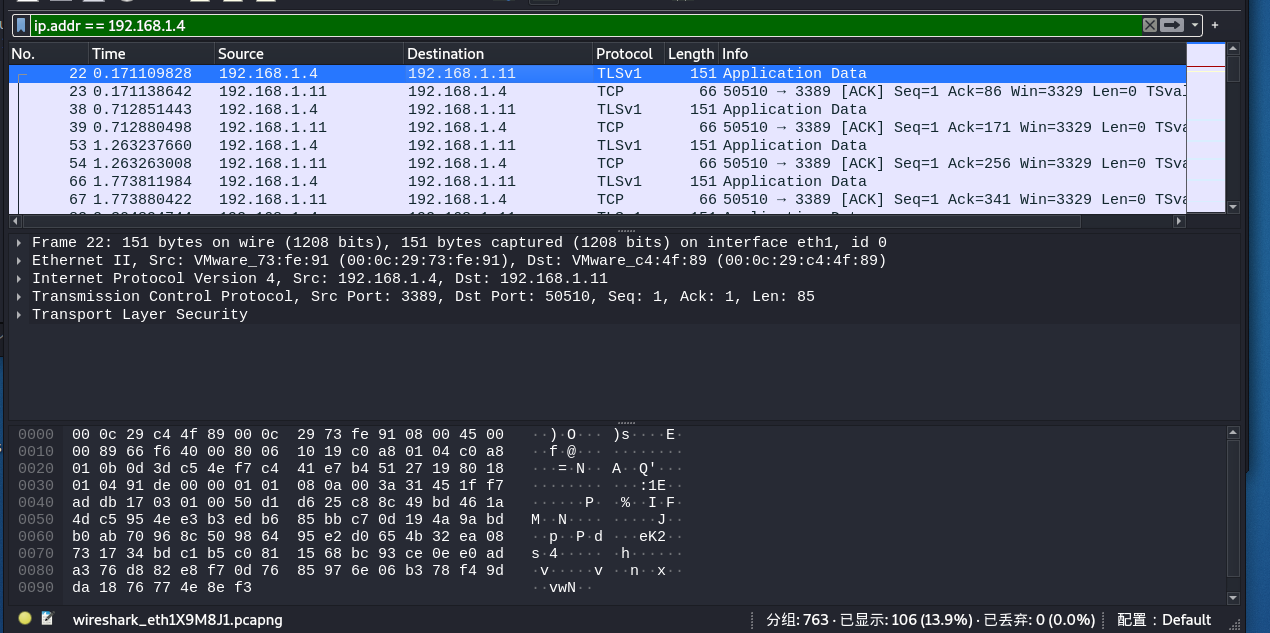 ip.addr == 192.168.1.4
No. Time Source Destination Protocol Length Info
22 0.171109828 192.168.1.4 192.168.1.11 TLSv1 151 Application Data
23 0.171138642 192.168.1.11 192.168.1.4 TCP 66 50510 → 3389 [ACK] Seq=1 Ack=86 Win=3329 Len=0 TSval
38 0.712851443 192.168.1.4 192.168.1.11 TLSv1 151 Application Data
39 0.712880498 192.168.1.11 192.168.1.4 TCP 66 50510 → 3389 [ACK] Seq=1 Ack=171 Win=3329 Len=0 TSva
53 1.263237660 192.168.1.4 192.168.1.11 TLSv1 151 Application Data
54 1.263263008 192.168.1.11 192.168.1.4 TCP 66 50510 → 3389 [ACK] Seq=1 Ack=256 Win=3329 Len=0 TSva
66 1.773811984 192.168.1.4 192.168.1.11 TLSv1 151 Application Data
67 1.773880422 192.168.1.11 192.168.1.4 TCP 66 50510 → 3389 [ACK] Seq=1 Ack=341 Win=3329 Len=0 TSva
Frame 22: 151 bytes on wire (1208 bits), 151 bytes captured (1208 bits) on interface eth1, id 0
Ethernet II, Src: VMware_73:fe:91 (00:0c:29:73:fe:91), Dst: VMware_c4:4f:89 (00:0c:29:c4:4f:89)
Internet Protocol Version 4, Src: 192.168.1.4, Dst: 192.168.1.11
Transmission Control Protocol, Src Port: 3389, Dst Port: 50510, Seq: 1, Ack: 1, Len: 85
Transport Layer Security
0000 00 0c 29 c4 4f 89 00 0c 29 73 fe 91 08 00 45 00 ··)·O··· )s····E·
0010 00 89 66 f6 40 00 80 06 10 19 c0 a8 01 04 c0 a8 ··f·@··· ········
0020 01 0b 0d 3d c5 4e f7 c4 41 e7 b4 51 27 19 80 18 ···=·N·· A··Q'···
0030 01 04 91 de 00 00 01 01 08 0a 00 3a 31 45 1f f7 ········ ···:1E··
0040 ad db 17 03 01 00 50 d1 d6 25 c8 8c 49 bd 46 1a ······P· ·%··I·F·
0050 4d c5 95 4e e3 b3 ed b6 85 bb c7 0d 19 4a 9a bd M··N···· ·····J··
0060 b0 ab 70 96 8c 50 98 64 95 e2 d0 65 4b 32 ea 08 ··p··P·d ···eK2··
0070 73 17 34 bd c1 b5 c0 81 15 68 bc 93 ce 0e e0 ad s·4····· ·h······
0080 a3 76 d8 82 e8 f7 0d 76 85 97 6e 06 b3 78 f4 9d ·v·····v ··n··x··
0090 da 18 76 77 4e 8e f3 ··vwN··
wireshark_eth1X9M8J1.pcapng 分组: 763 · 已显示: 106 (13.9%) · 已丢弃: 0 (0.0%) 配置：Default